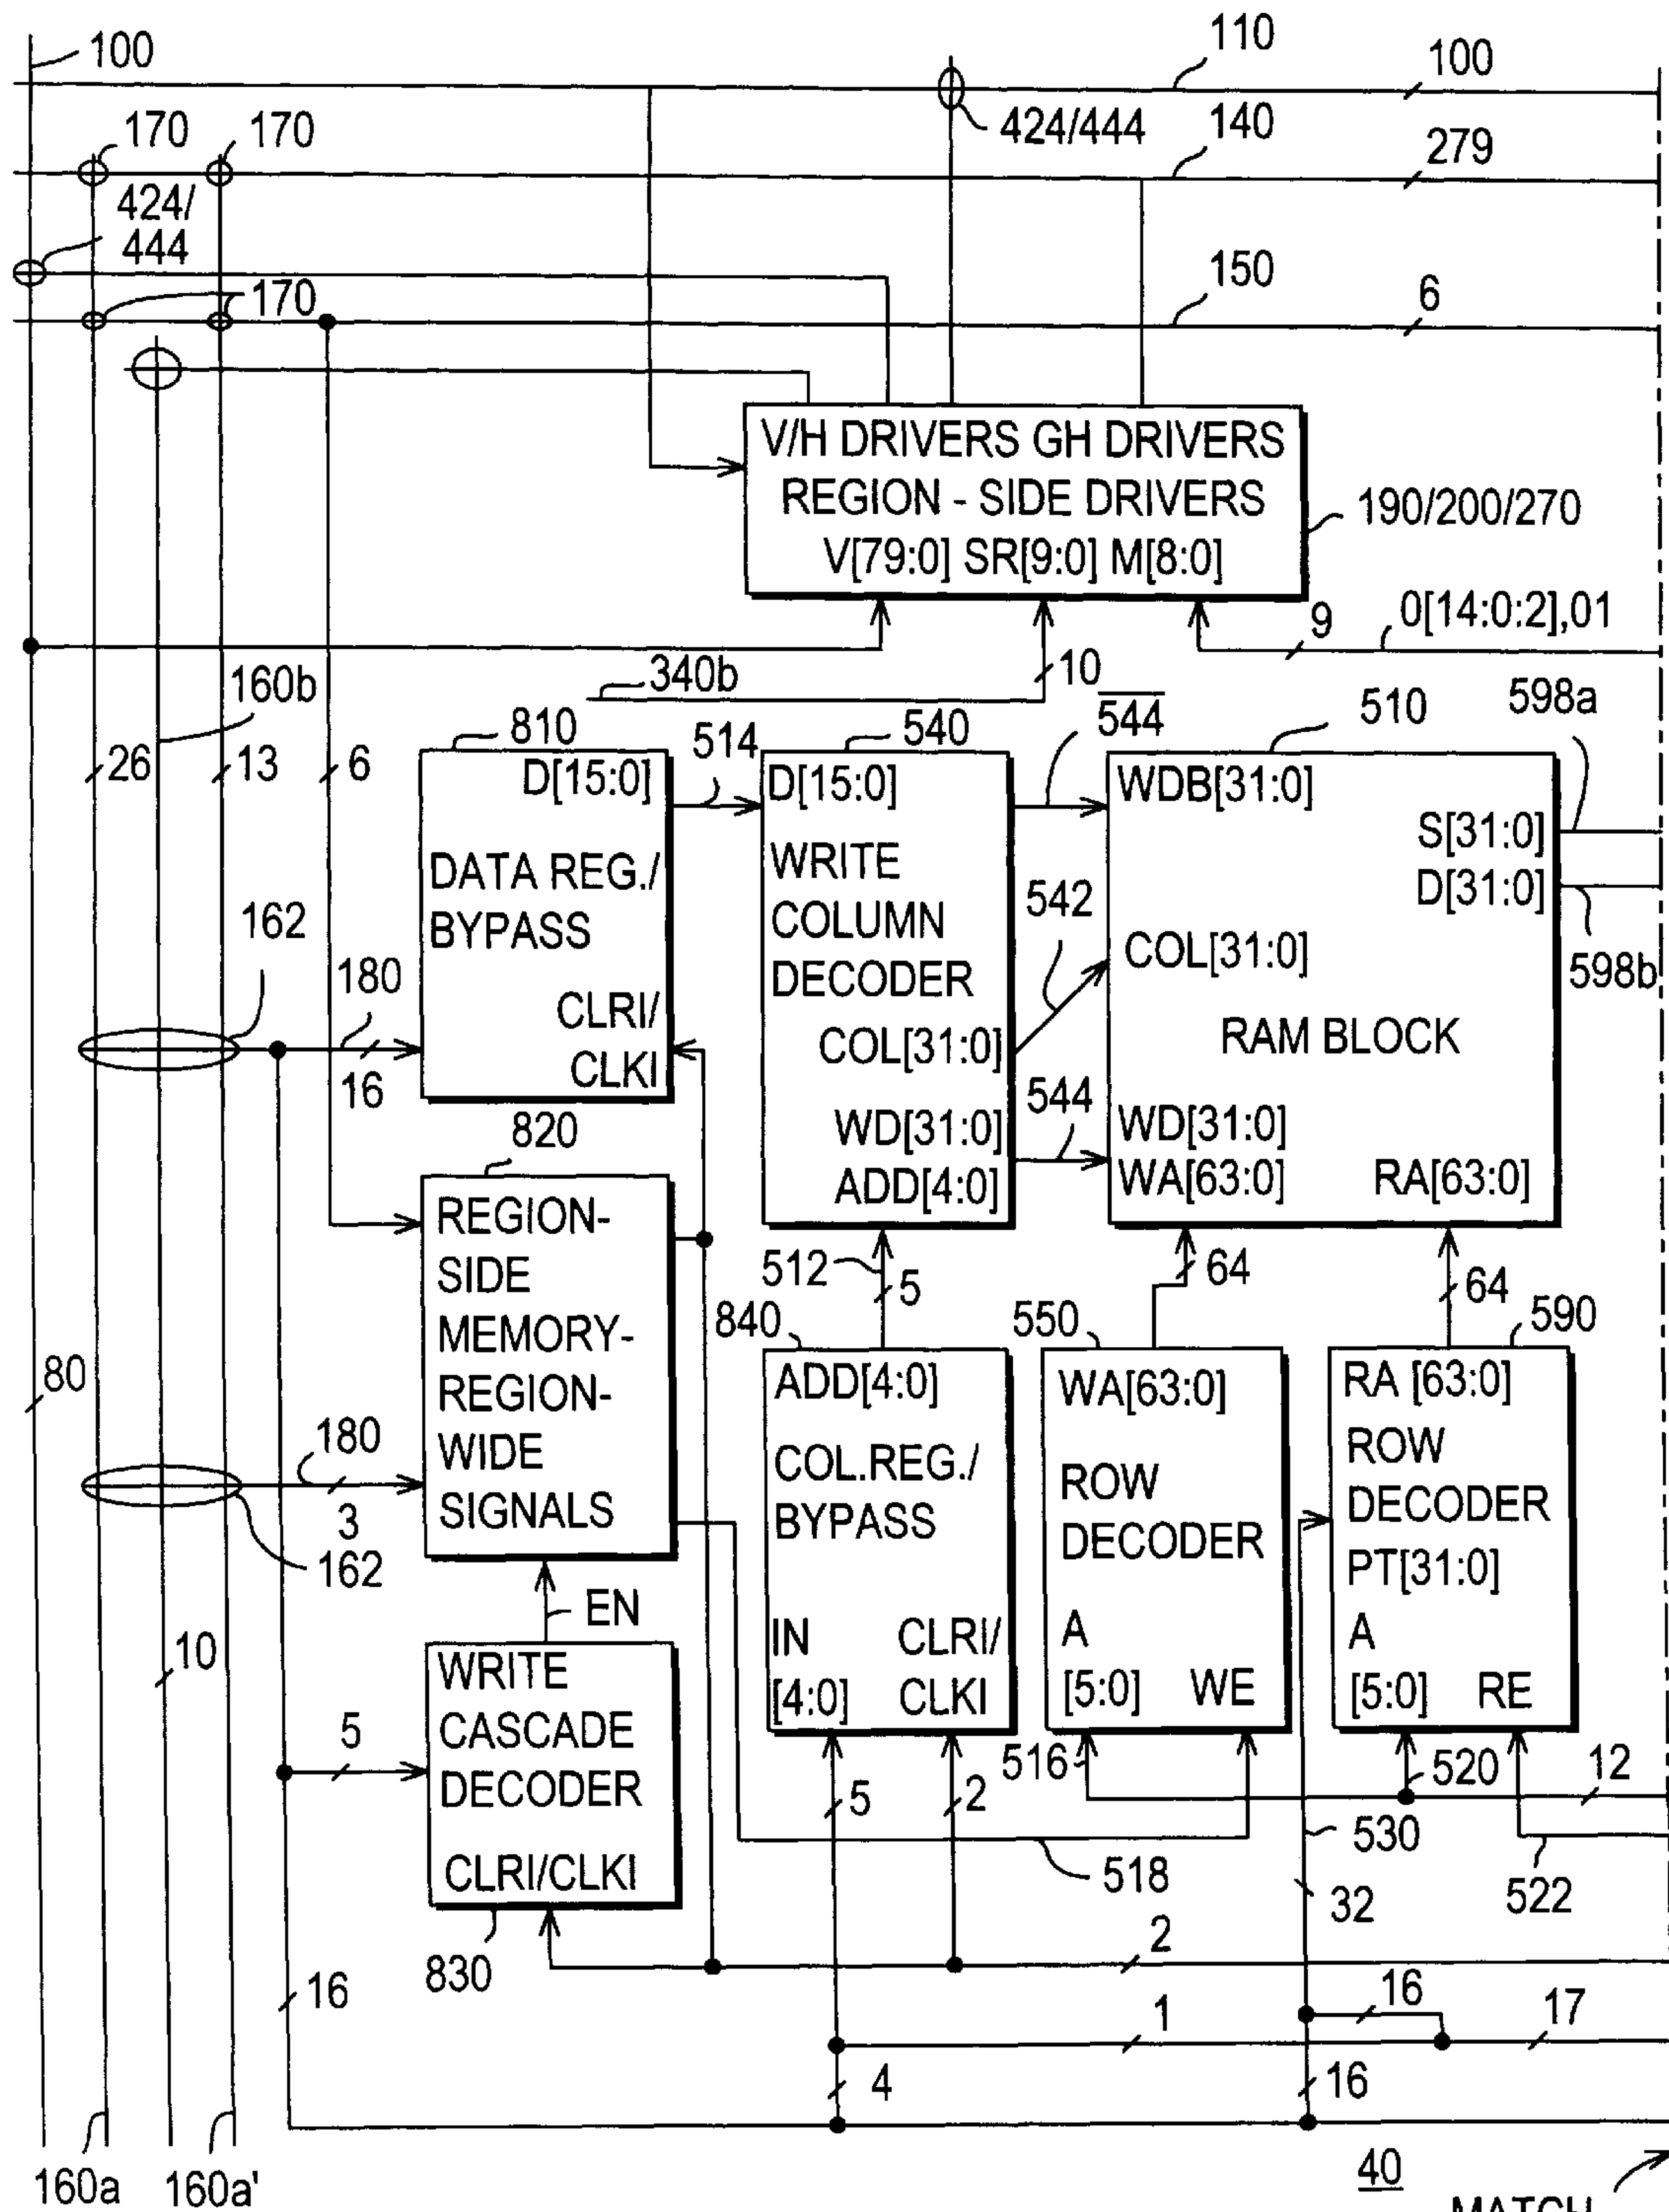 100
110
100
170
170
424/444
140
279
424/
444
170
150
6
V/H DRIVERS GH DRIVERS
REGION - SIDE DRIVERS
V[79:0] SR[9:0] M[8:0]
190/200/270
9
0[14:0:2],01
160b
340b
10
544
510
598a
26
13
6
810
514
540
D[15:0]
DATA REG./
BYPASS
CLRI/
CLKI
D[15:0]
WRITE
COLUMN
DECODER
COL[31:0]
WD[31:0]
ADD[4:0]
WDB[31:0]
S[31:0]
D[31:0]
COL[31:0]
RAM BLOCK
WD[31:0]
WA[63:0]
RA[63:0]
542
544
598b
162
180
16
820
REGION-
SIDE
MEMORY-
REGION-
WIDE
SIGNALS
512
5
64
64
840
550
590
80
180
3
162
ADD[4:0]
COL.REG./
BYPASS
IN
[4:0]
CLRI/
CLKI
WA[63:0]
ROW
DECODER
A
[5:0]
WE
RA [63:0]
ROW
DECODER
PT[31:0]
A
[5:0]
RE
EN
10
WRITE
CASCADE
DECODER
CLRI/CLKI
5
830
5
2
516
520
12
518
530
522
32
2
16
1
16
17
4
16
160a
160a'
40
MATCH